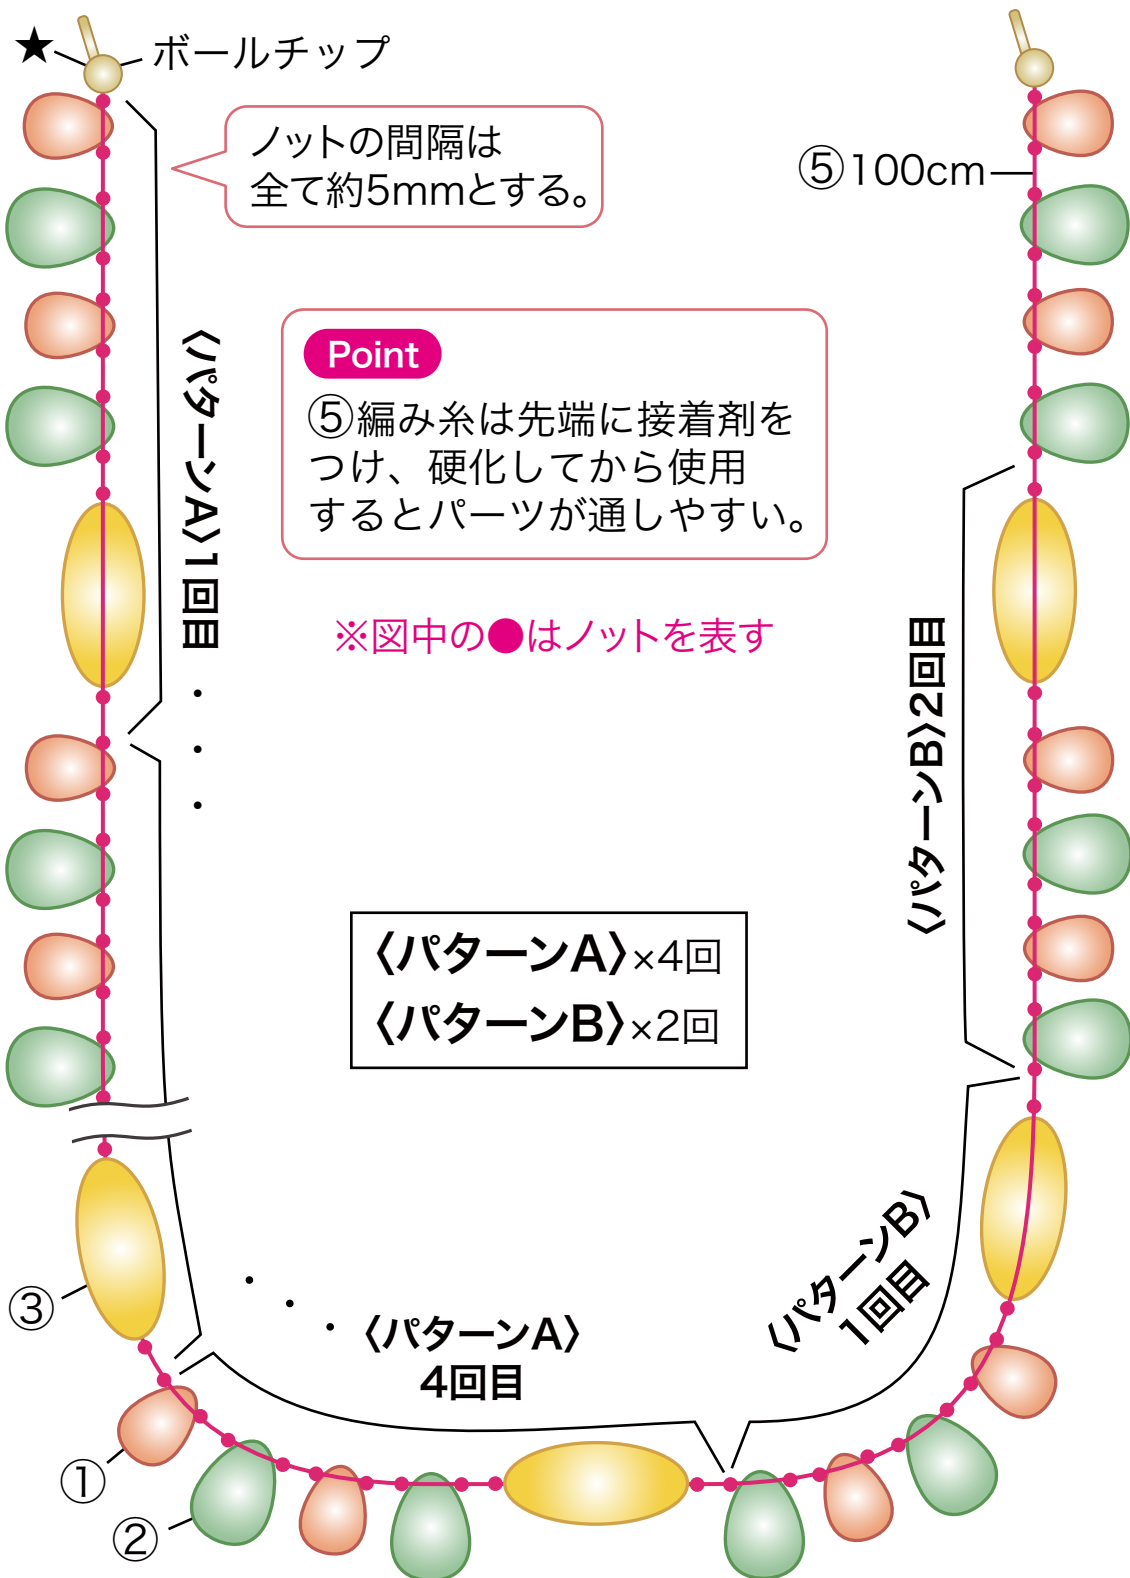 ★
ボールチップ
ノットの間隔は
全て約5mmとする。
⑤100cm
Point
⑤編み糸は先端に接着剤を
つけ、硬化してから使用
するとパーツが通しやすい。
〈パターンA〉1回目
・・・
※図中の●はノットを表す
〈パターンB〉2回目
〈パターンA〉×4回
〈パターンB〉×2回
〈パターンB〉
1回目
③
・・・
〈パターンA〉
4回目
①
②